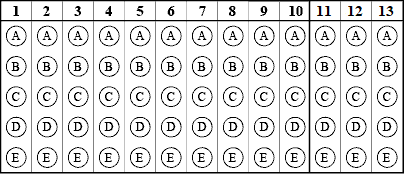 1 2 3 4 5 6 7 8 9 10 11 12 13
A A A A A A A A A A A A A
B B B B B B B B B B B B B
C C C C C C C C C C C C C
D D D D D D D D D D D D D
E E E E E E E E E E E E E